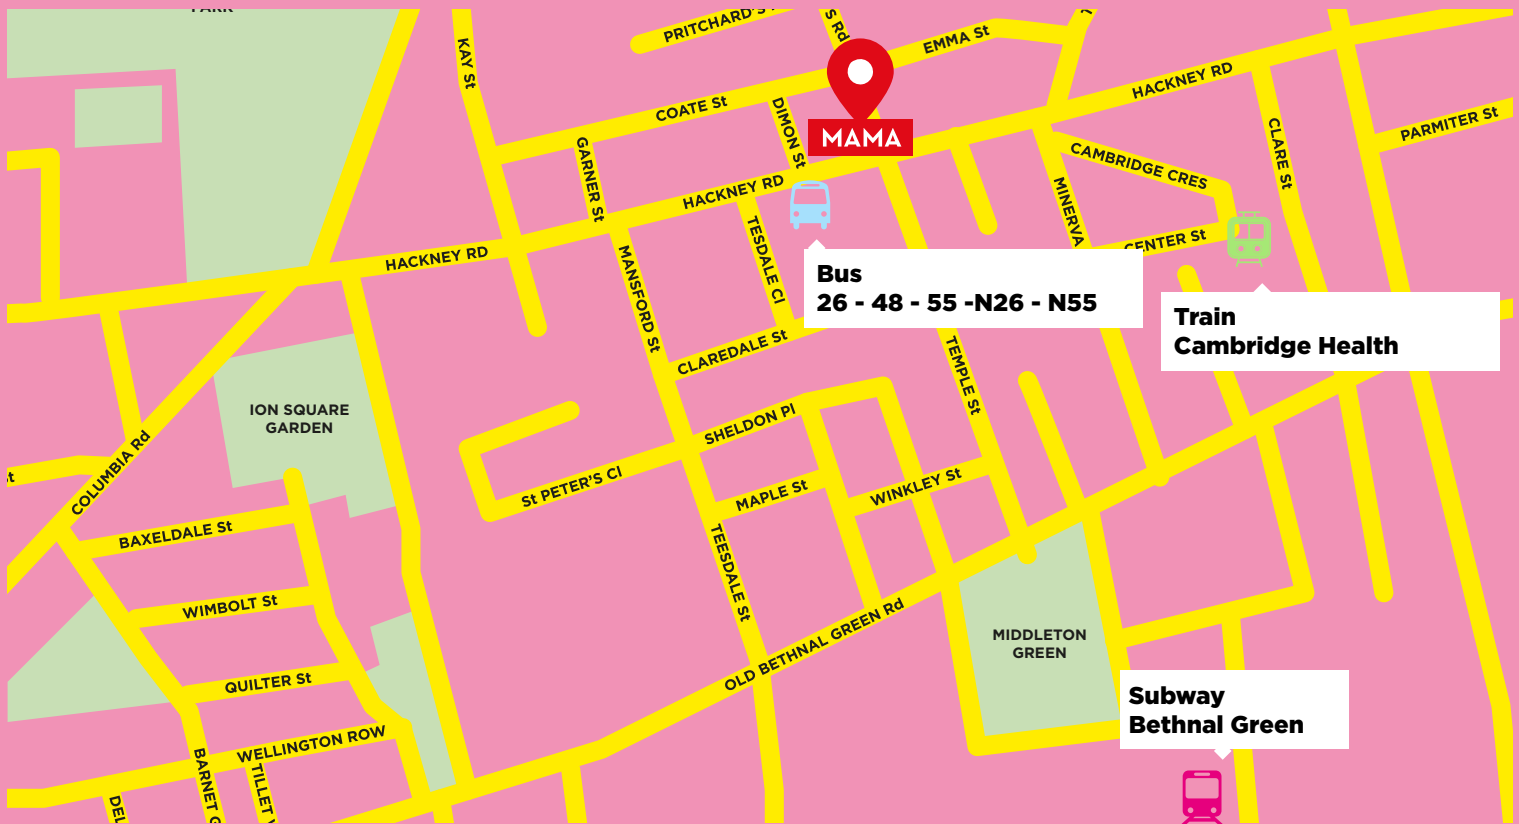 PARK
KAY St
PRITCHARD'S
S Rd
EMMA St
COATE St
DIMON St
MAMA
HACKNEY RD
CLARE St
PARMITER St
GARNER St
CAMBRIDGE CRES
HACKNEY RD
MINERVA
CENTER St
HACKNEY RD
MANSFORD St
TESDALE Cl
Bus
26 - 48 - 55 -N26 - N55
Train
Cambridge Health
CLAREDALE St
TEMPLE St
ION SQUARE
GARDEN
SHELDON Pl
COLUMBIA Rd
St PETER'S Cl
MAPLE St
WINKLEY St
BAXELDALE St
TEESDALE St
WIMBOLT St
OLD BETHNAL GREEN Rd
MIDDLETON
GREEN
QUILTER St
Subway
Bethnal Green
WELLINGTON ROW
BARNET G
TILLET
DEL